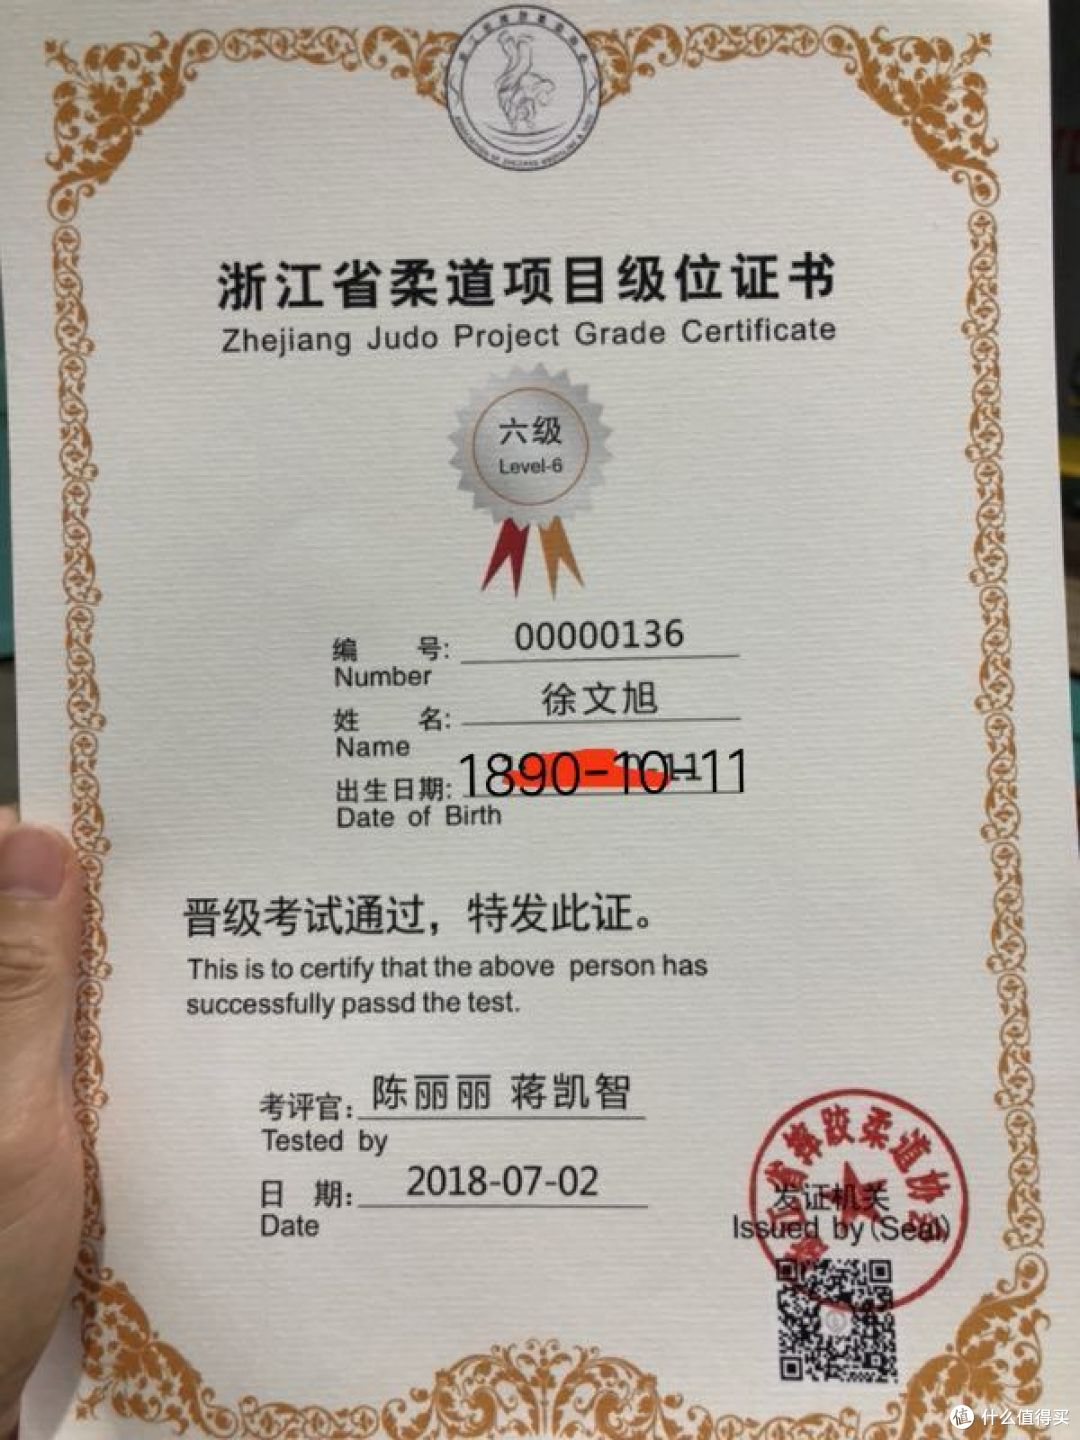 浙江省柔道项目级位证书
Zhejiang Judo Project Grade Certificate
六级
Level-6
编 号: 00000136
Number
姓 名: 徐文旭
Name
出生日期: 1890-10-11
Date of Birth
晋级考试通过，特发此证。
This is to certify that the above person has
successfully passd the test.
考评官: 陈丽丽 蒋凯智
Tested by
日 期: 2018-07-02
Date
发证机关
Issued by (Seal)
值 什么值得买